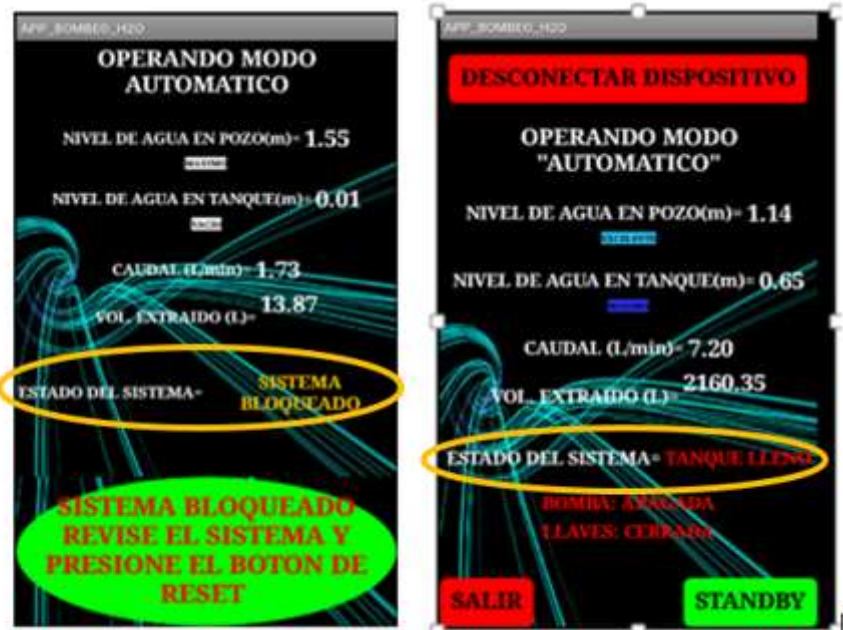 APP_BOMBEO_H2O
OPERANDO MODO
AUTOMATICO
NIVEL DE AGUA EN POZO(m)= 1.55
NIVEL DE AGUA EN TANQUE(m)= 0.01
CAUDAL (L/min)= 1.73
VOL. EXTRAIDO (L)= 13.87
ESTADO DEL SISTEMA= SISTEMA
BLOQUEADO
SISTEMA BLOQUEADO
REVISE EL SISTEMA Y
PRESIONE EL BOTON DE
RESET
APP_BOMBEO_H2O
DESCONECTAR DISPOSITIVO
OPERANDO MODO
"AUTOMATICO"
NIVEL DE AGUA EN POZO(m)= 1.14
NIVEL DE AGUA EN TANQUE(m)= 0.65
CAUDAL (L/min)= 7.20
VOL. EXTRAIDO (L)= 2160.35
ESTADO DEL SISTEMA= TANQUE LLENO
BOMBA: APAGADA
LLAVES: CERRADA
SALIR
STANDBY